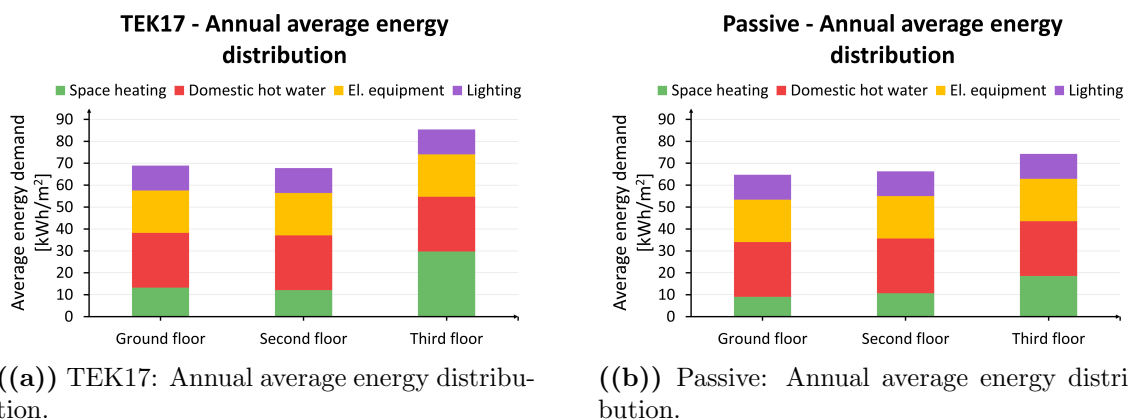 TEK17 - Annual average energy
distribution
Space heating Domestic hot water El. equipment Lighting
Average energy demand
[kWh/m²]
90
80
70
60
50
40
30
20
10
0
Ground floor Second floor Third floor
((a)) TEK17: Annual average energy distribu-
tion.
Passive - Annual average energy
distribution
Space heating Domestic hot water El. equipment Lighting
Average energy demand
[kWh/m²]
90
80
70
60
50
40
30
20
10
0
Ground floor Second floor Third floor
((b)) Passive: Annual average energy distri
bution.